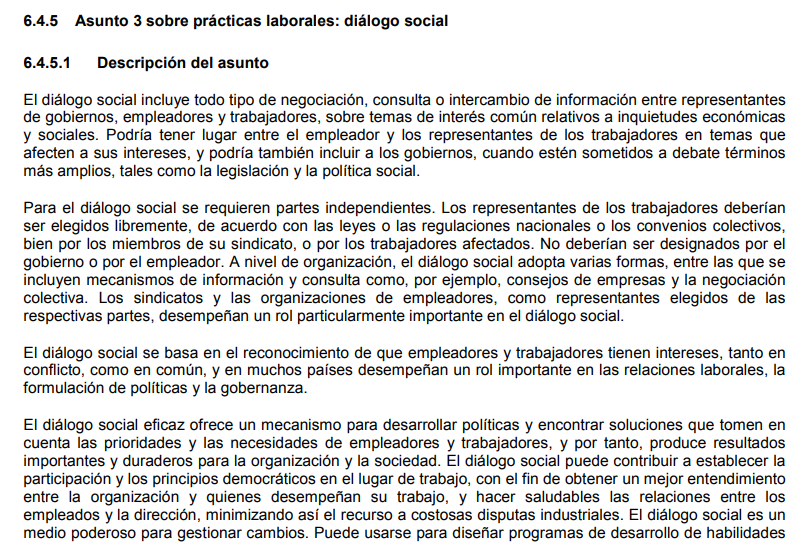 6.4.5 Asunto 3 sobre prácticas laborales: diálogo social
6.4.5.1 Descripción del asunto
El diálogo social incluye todo tipo de negociación, consulta o intercambio de información entre representantes
de gobiernos, empleadores y trabajadores, sobre temas de interés común relativos a inquietudes económicas
y sociales. Podría tener lugar entre el empleador y los representantes de los trabajadores en temas que
afecten a sus intereses, y podría también incluir a los gobiernos, cuando estén sometidos a debate términos
más amplios, tales como la legislación y la política social.
Para el diálogo social se requieren partes independientes. Los representantes de los trabajadores deberían
ser elegidos libremente, de acuerdo con las leyes o las regulaciones nacionales o los convenios colectivos,
bien por los miembros de su sindicato, o por los trabajadores afectados. No deberían ser designados por el
gobierno o por el empleador. A nivel de organización, el diálogo social adopta varias formas, entre las que se
incluyen mecanismos de información y consulta como, por ejemplo, consejos de empresas y la negociación
colectiva. Los sindicatos y las organizaciones de empleadores, como representantes elegidos de las
respectivas partes, desempeñan un rol particularmente importante en el diálogo social.
El diálogo social se basa en el reconocimiento de que empleadores y trabajadores tienen intereses, tanto en
conflicto, como en común, y en muchos países desempeñan un rol importante en las relaciones laborales, la
formulación de políticas y la gobernanza.
El diálogo social eficaz ofrece un mecanismo para desarrollar políticas y encontrar soluciones que tomen en
cuenta las prioridades y las necesidades de empleadores y trabajadores, y por tanto, produce resultados
importantes y duraderos para la organización y la sociedad. El diálogo social puede contribuir a establecer la
participación y los principios democráticos en el lugar de trabajo, con el fin de obtener un mejor entendimiento
entre la organización y quienes desempeñan su trabajo, y hacer saludables las relaciones entre los
empleados y la dirección, minimizando así el recurso a costosas disputas industriales. El diálogo social es un
medio poderoso para gestionar cambios. Puede usarse para diseñar programas de desarrollo de habilidades